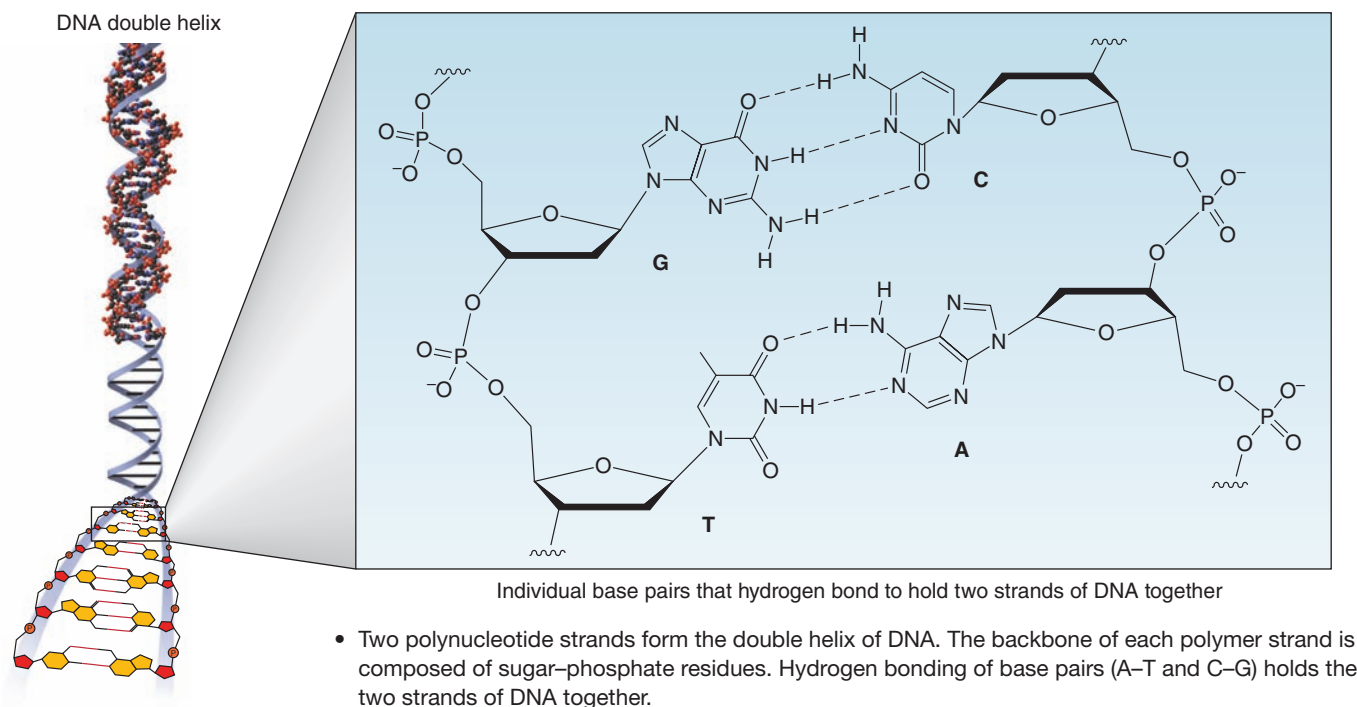 DNA double helix
O
O P
–O
O
O
N
N
N
N
O
N H
N H
H
G
H
H N
N
N
O
C
O
O
O–
P
O
O
O
O P
–O
O
O
O
N H
N
O
T
H
H N
N
N
N
N
A
O
O
O–
P
O
O
P
Individual base pairs that hydrogen bond to hold two strands of DNA together
• Two polynucleotide strands form the double helix of DNA. The backbone of each polymer strand is
composed of sugar–phosphate residues. Hydrogen bonding of base pairs (A–T and C–G) holds the
two strands of DNA together.